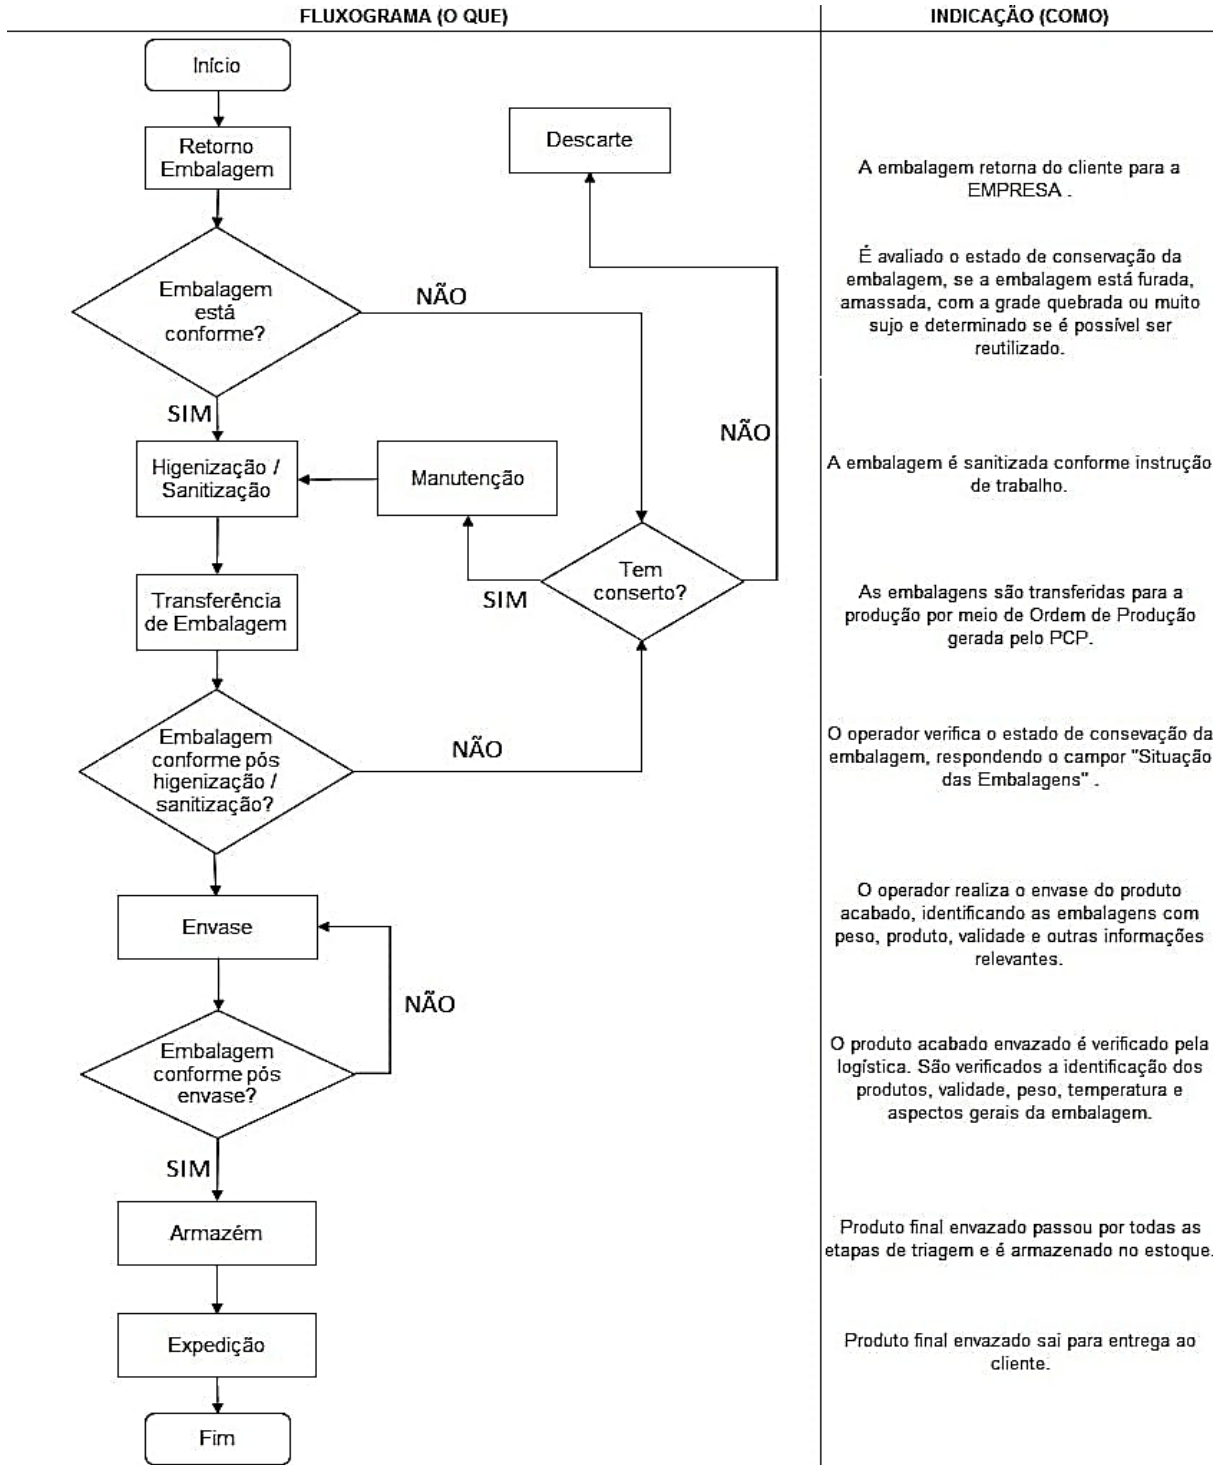 FLUXOGRAMA (O QUE)
INDICAÇÃO (COMO)
Início
Retorno
Embalagem
Descarte
A embalagem retorna do cliente para a
EMPRESA .
Embalagem
está
conforme?
NÃO
É avaliado o estado de conservação da
embalagem, se a embalagem está furada,
amassada, com a grade quebrada ou muito
sujo e determinado se é possível ser
reutilizado.
SIM
NÃO
Higenização /
Sanitização
Manutenção
A embalagem é sanitizada conforme instrução
de trabalho.
Tem
conserto?
SIM
Transferência
de Embalagem
As embalagens são transferidas para a
produção por meio de Ordem de Produção
gerada pelo PCP.
Embalagem
conforme pós
higenização /
sanitização?
NÃO
O operador verifica o estado de consevação da
embalagem, respondendo o campor "Situação
das Embalagens" .
Envase
O operador realiza o envase do produto
acabado, identificando as embalagens com
peso, produto, validade e outras informações
relevantes.
NÃO
Embalagem
conforme pós
envase?
O produto acabado envazado é verificado pela
logística. São verificados a identificação dos
produtos, validade, peso, temperatura e
aspectos gerais da embalagem.
SIM
Armazém
Produto final envazado passou por todas as
etapas de triagem e é armazenado no estoque.
Expedição
Produto final envazado sai para entrega ao
cliente.
Fim